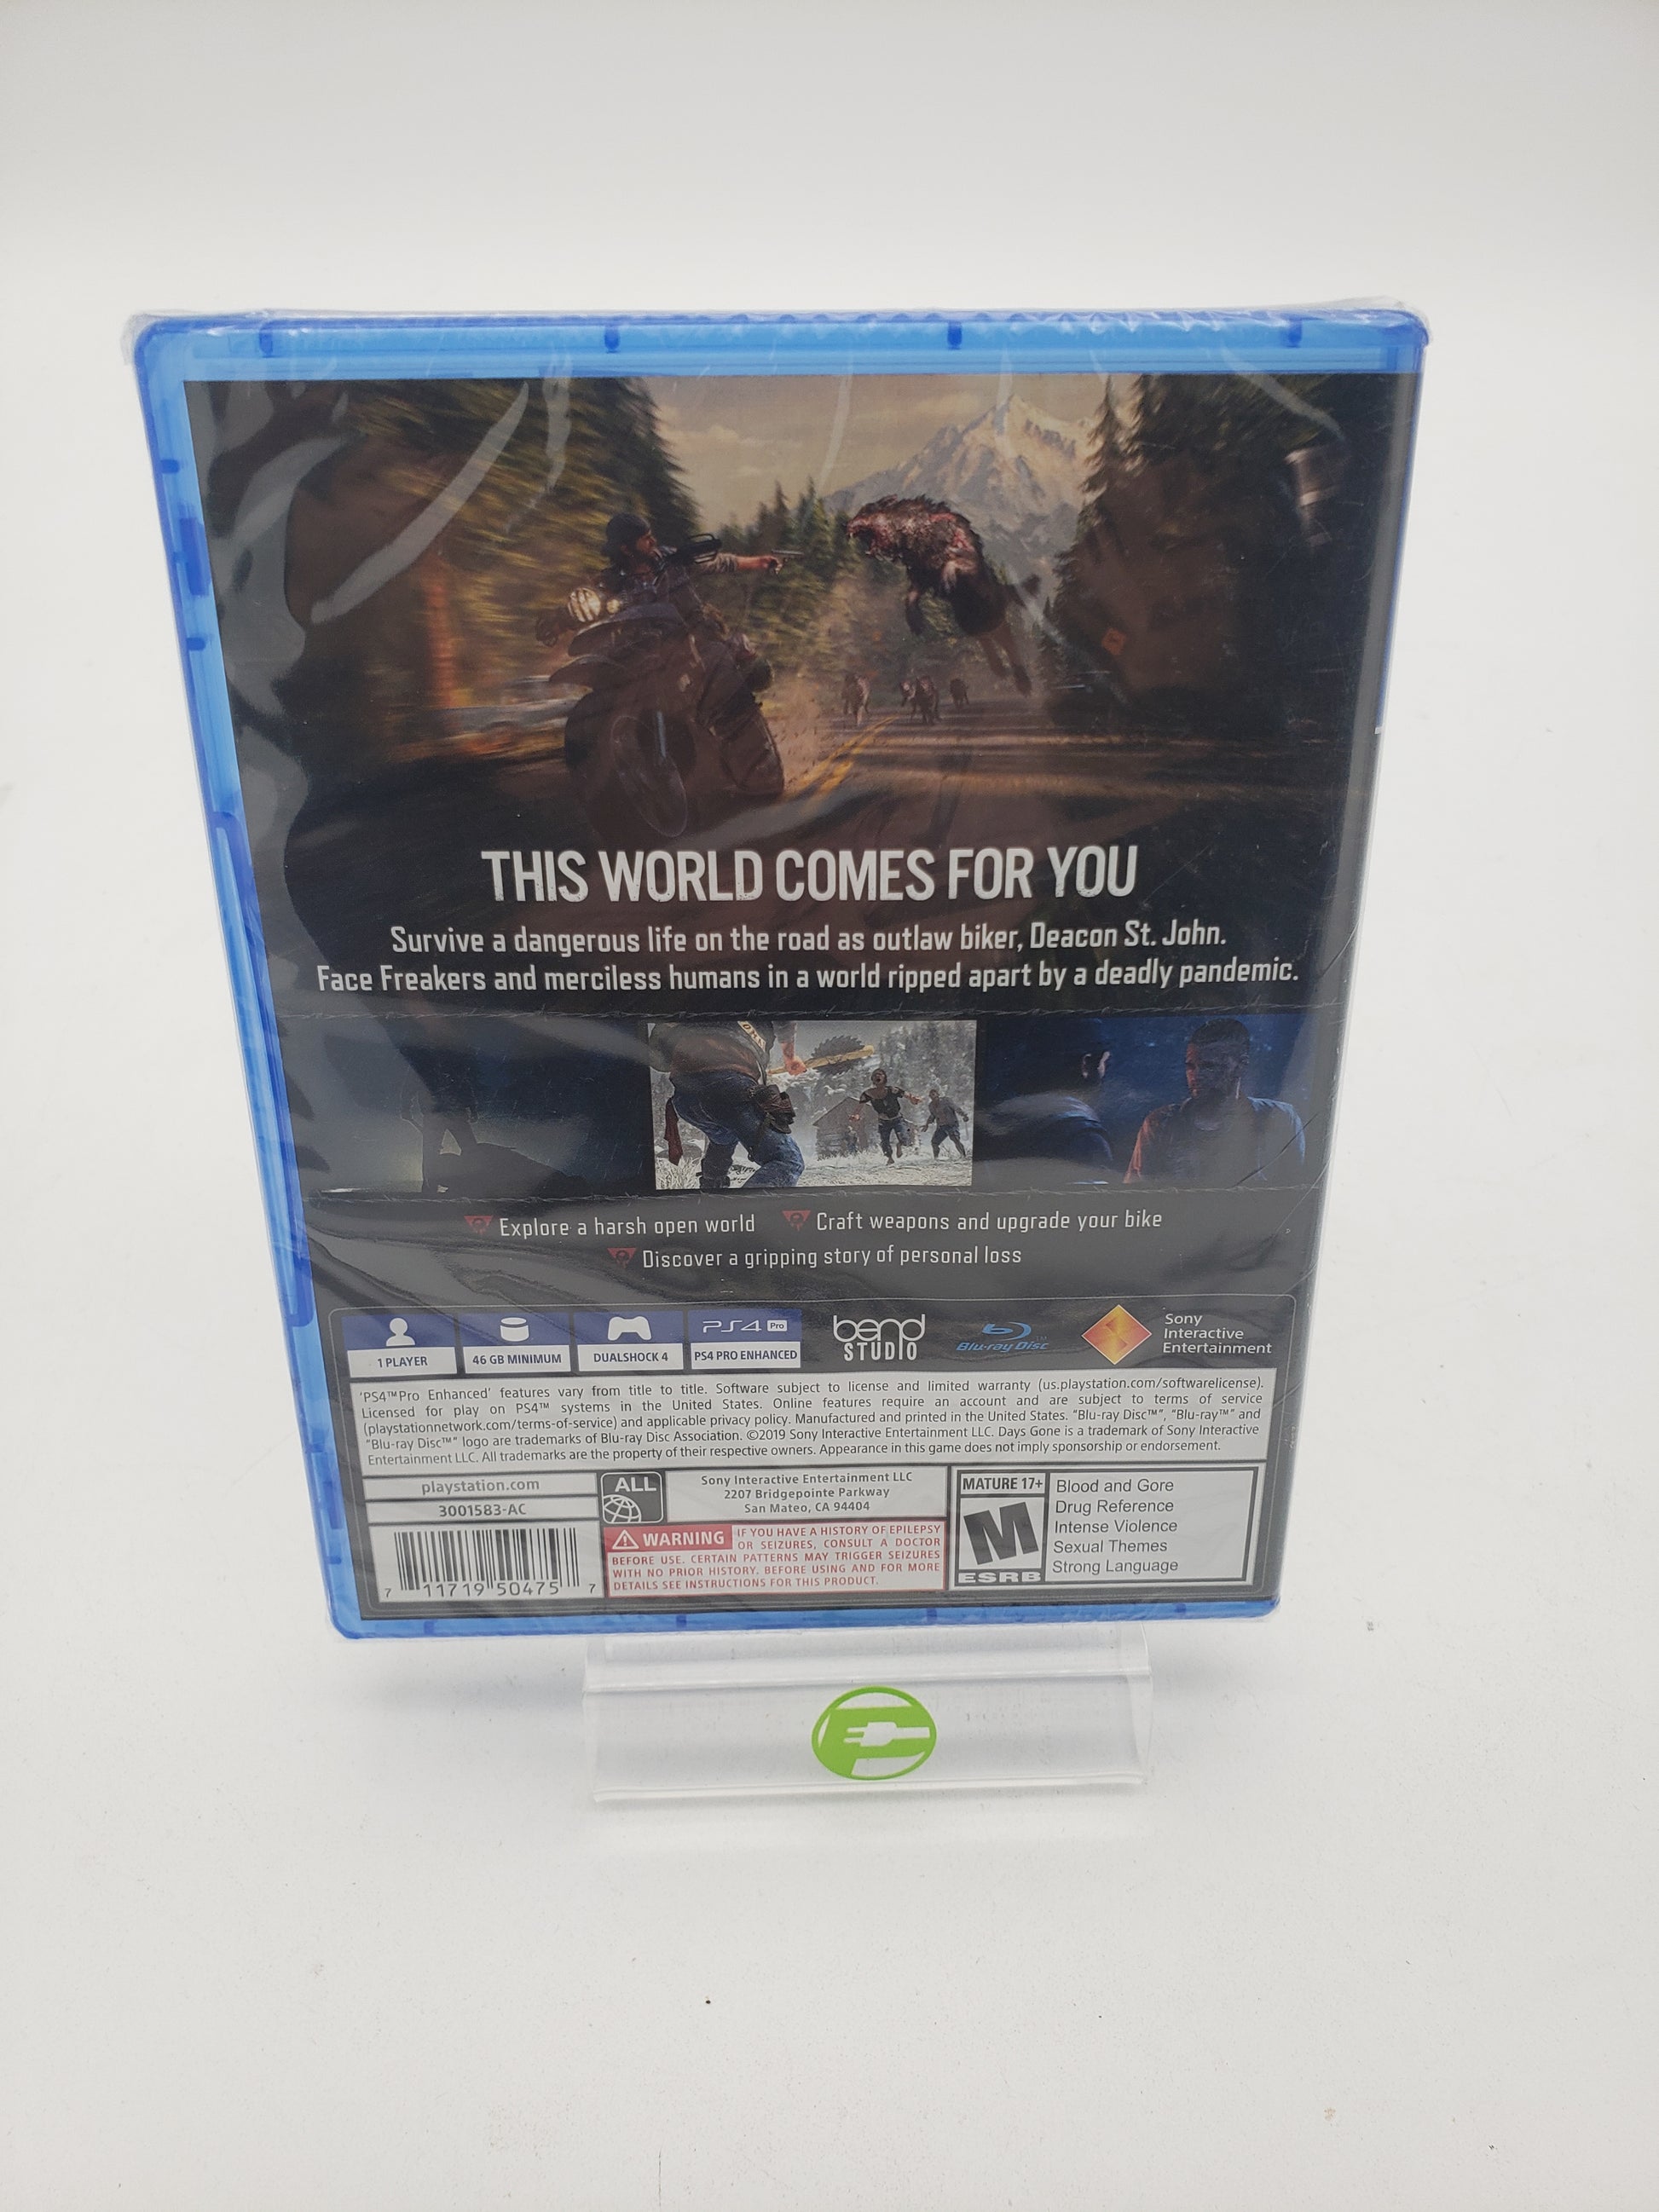 THIS WORLD COMES FOR YOU
Survive a dangerous life on the road as outlaw biker, Deacon St. John.
Face Freakers and merciless humans in a world ripped apart by a deadly pandemic.
Explore a harsh open world
Craft weapons and upgrade your bike
Discover a gripping story of personal loss
1 PLAYER
46 GB MINIMUM
DUALSHOCK 4
PS4 Pro
PS4 PRO ENHANCED
bend
STUDIO
Blu-ray Disc™
Sony
Interactive
Entertainment
'PS4™Pro Enhanced' features vary from title to title. Software subject to license and limited warranty (us.playstation.com/softwarelicense).
Licensed for play on PS4™ systems in the United States. Online features require an account and are subject to terms of service
(playstationnetwork.com/terms-of-service) and applicable privacy policy. Manufactured and printed in the United States. "Blu-ray Disc™", "Blu-ray™" and
"Blu-ray Disc™" logo are trademarks of Blu-ray Disc Association. ©2019 Sony Interactive Entertainment LLC. Days Gone is a trademark of Sony Interactive
Entertainment LLC. All trademarks are the property of their respective owners. Appearance in this game does not imply sponsorship or endorsement.
playstation.com
3001583-AC
7 11719 50475 7
ALL
Sony Interactive Entertainment LLC
2207 Bridgepointe Parkway
San Mateo, CA 94404
WARNING IF YOU HAVE A HISTORY OF EPILEPSY
OR SEIZURES, CONSULT A DOCTOR
BEFORE USE. CERTAIN PATTERNS MAY TRIGGER SEIZURES
WITH NO PRIOR HISTORY. BEFORE USING AND FOR MORE
DETAILS SEE INSTRUCTIONS FOR THIS PRODUCT.
MATURE 17+
M
ESRB
Blood and Gore
Drug Reference
Intense Violence
Sexual Themes
Strong Language